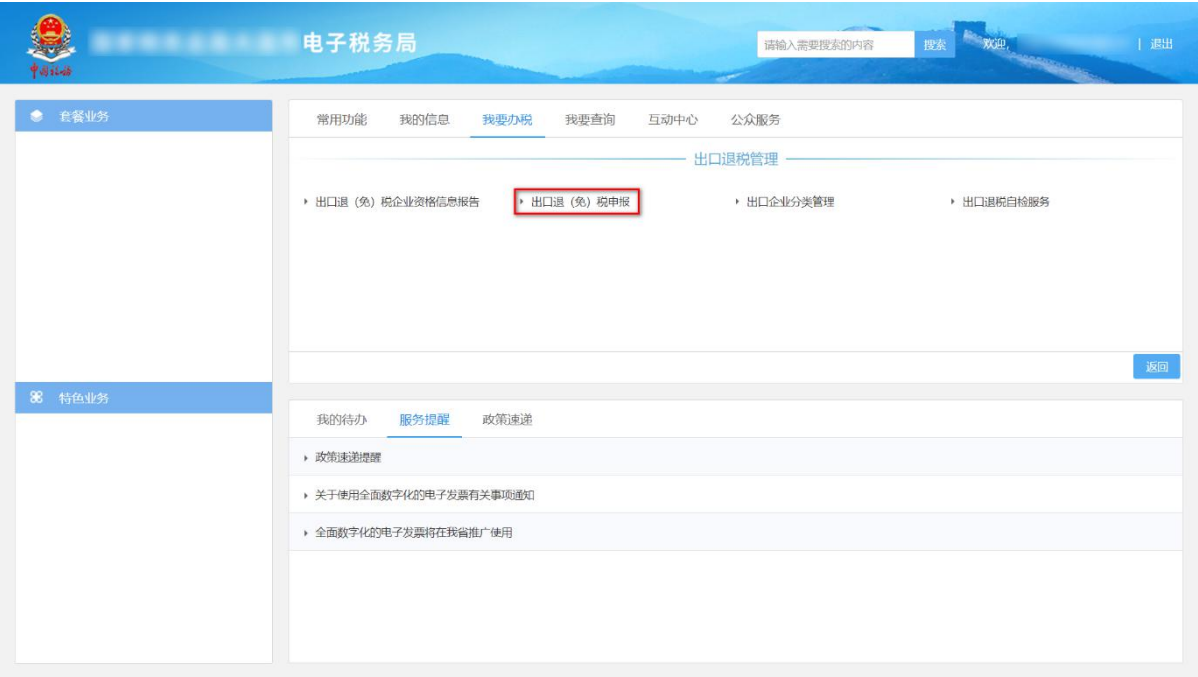 电子税务局
请输入需要搜索的内容 搜索 欢迎, | 退出
中国税务
套餐业务
常用功能 我的信息 我要办税 我要查询 互动中心 公众服务
出口退税管理
出口退（免）税企业资格信息报告 出口退（免）税申报 出口企业分类管理 出口退税自检服务
返回
特色业务
我的待办 服务提醒 政策速递
政策速递提醒
关于使用全面数字化的电子发票有关事项通知
全面数字化的电子发票将在我省推广使用